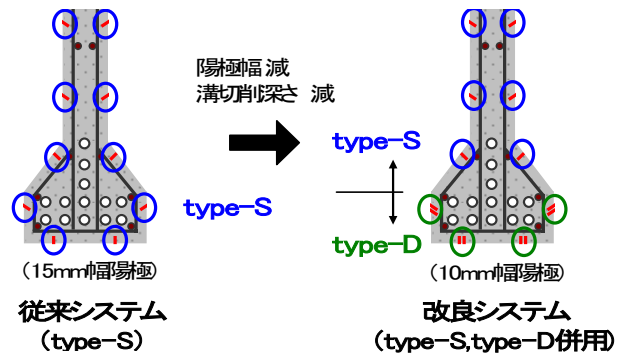 陽極幅 減
溝切削深さ 減
type-S
type-S
type-D
(15mm幅陽極)
(10mm幅陽極)
従来システム
(type-S)
改良システム
(type-S,type-D併用)